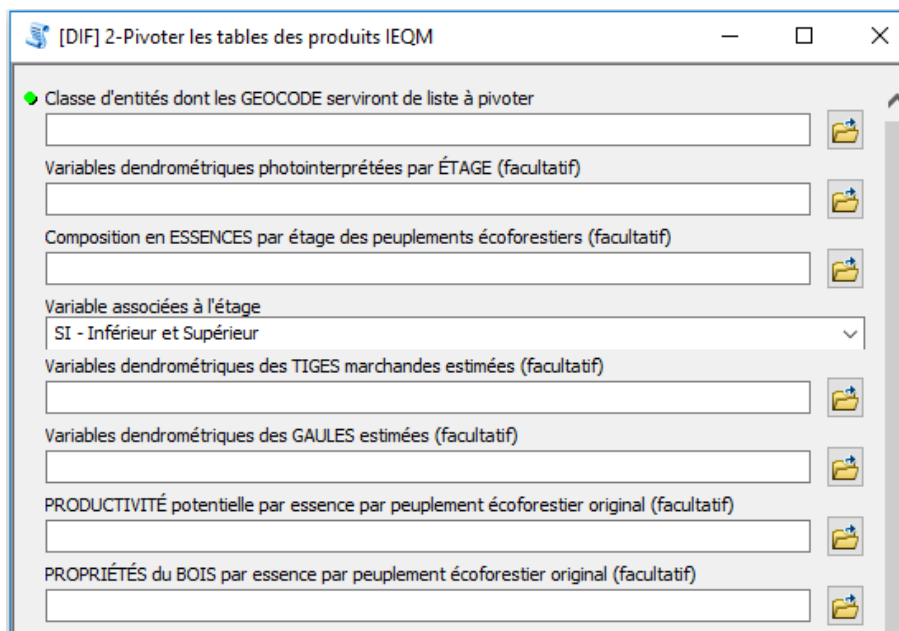 [DIF] 2-Pivoter les tables des produits IEQM
Classe d'entités dont les GEOCODE serviront de liste à pivoter
Variables dendrométriques photointerprétées par ÉTAGE (facultatif)
Composition en ESSENCES par étage des peuplements écoforestiers (facultatif)
Variable associées à l'étage
SI - Inférieur et Supérieur
Variables dendrométriques des TIGES marchandes estimées (facultatif)
Variables dendrométriques des GAULES estimées (facultatif)
PRODUCTIVITÉ potentielle par essence par peuplement écoforestier original (facultatif)
PROPRIÉTÉS du BOIS par essence par peuplement écoforestier original (facultatif)